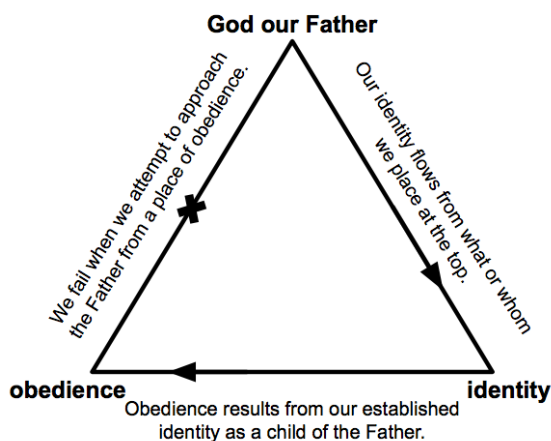 God our Father
We fail when we attempt to approach
the Father from a place of obedience.
Our identity flows from what or whom
we place at the top.
obedience
identity
Obedience results from our established
identity as a child of the Father.